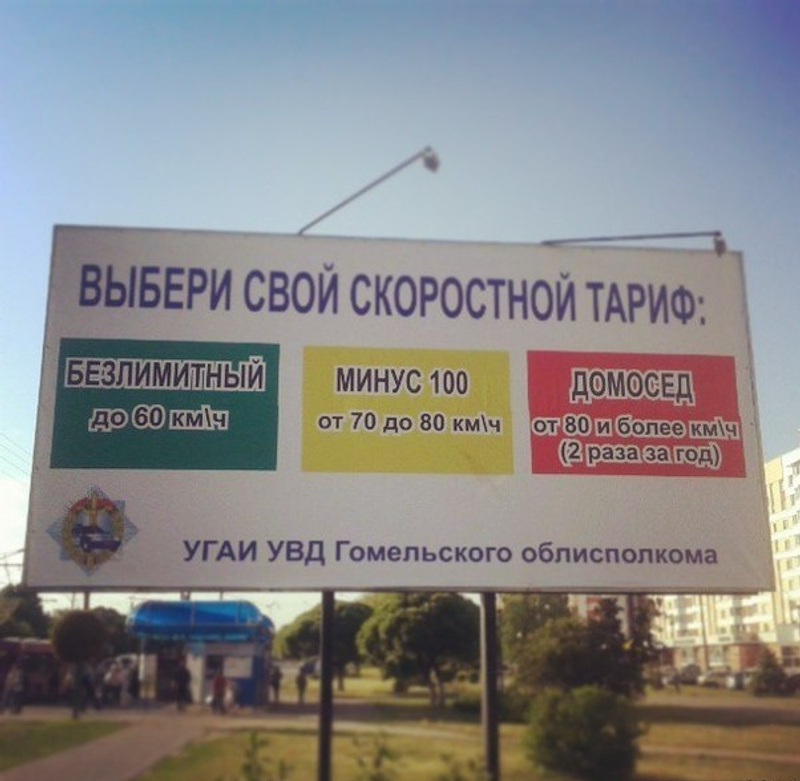 ВЫБЕРИ СВОЙ СКОРОСТНОЙ ТАРИФ:
БЕЗЛИМИТНЫЙ
до 60 км\ч
МИНУС 100
от 70 до 80 км\ч
ДОМОСЕД
от 80 и более км\ч
(2 раза за год)
УГАИ УВД Гомельского облисполкома